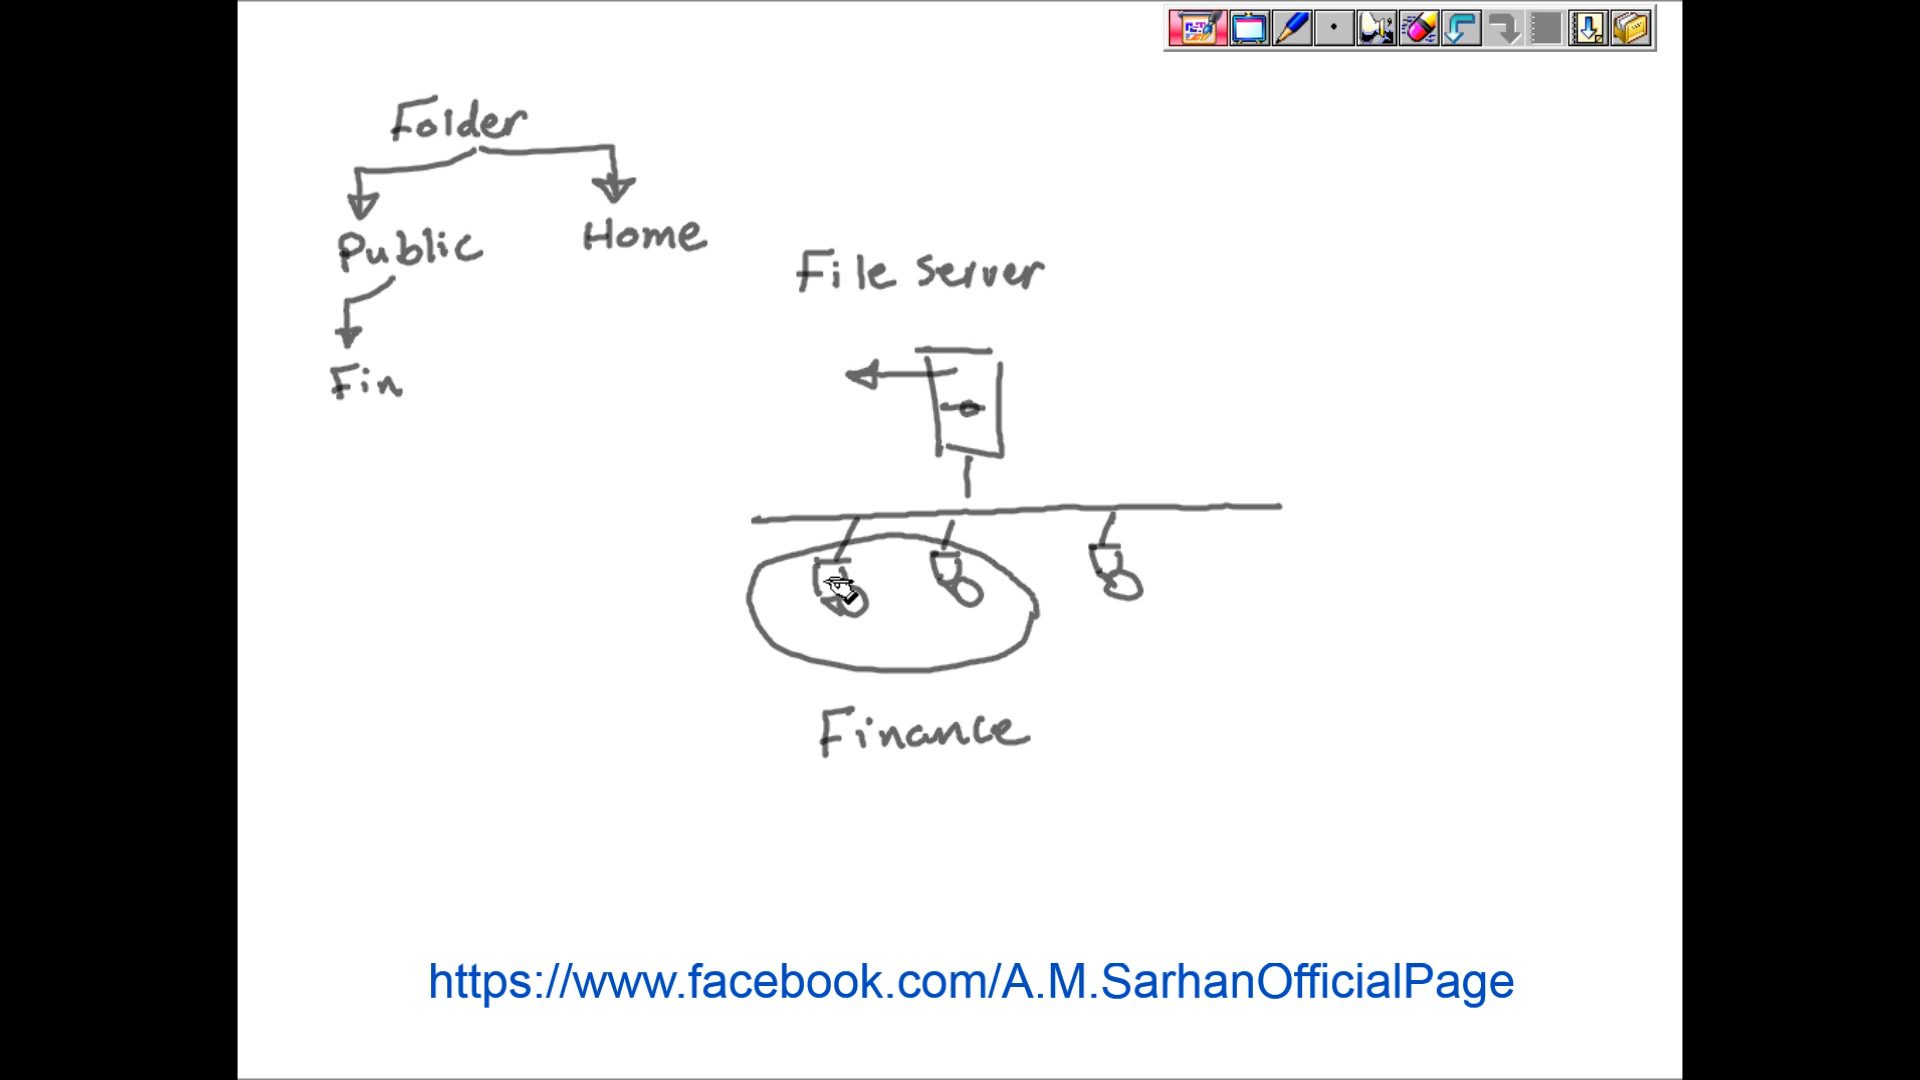 Folder
Public
Home
Fin
File server
Finance
https://www.facebook.com/A.M.SarhanOfficialPage